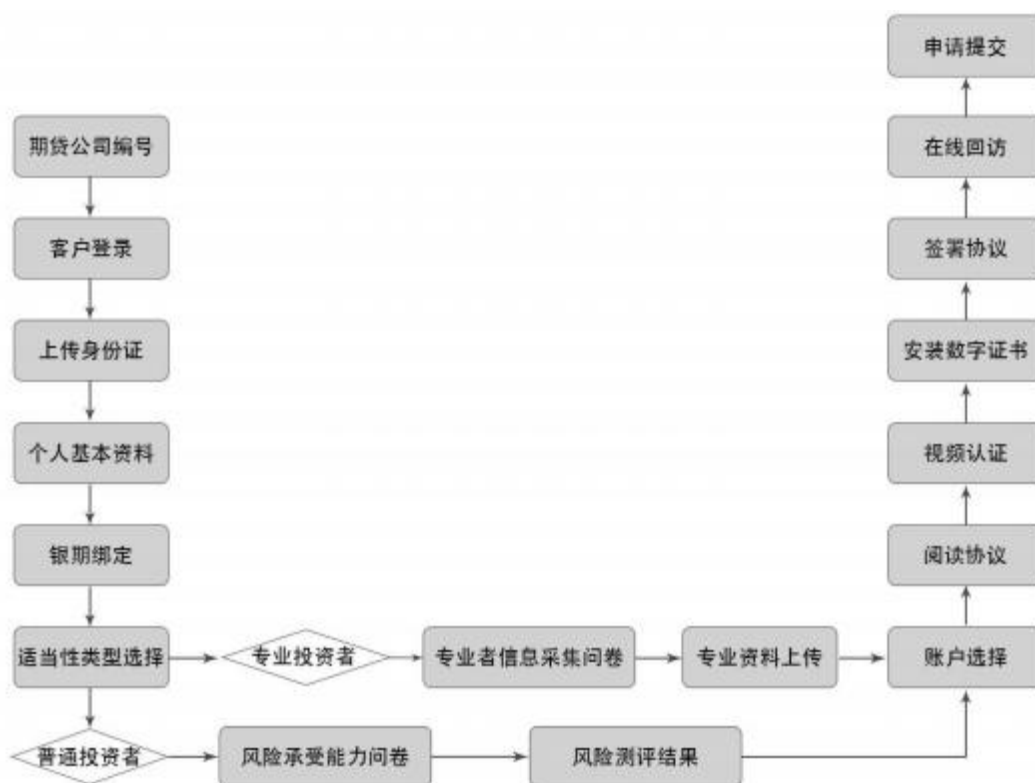 期贷公司编号
客户登录
上传身份证
个人基本资料
银期绑定
适当性类型选择
专业投资者
专业者信息采集问卷
专业资料上传
普通投资者
风险承受能力问卷
风险测评结果
账户选择
阅读协议
视频认证
安装数字证书
签署协议
在线回访
申请提交